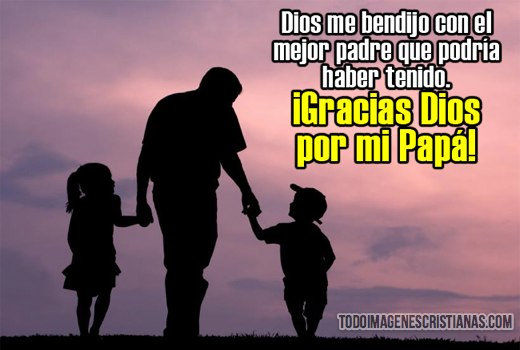 Dios me bendijo con el
mejor padre que podría
haber tenido.
¡Gracias Dios
por mi Papá!
TODOIMAGENESCRISTIANAS.COM